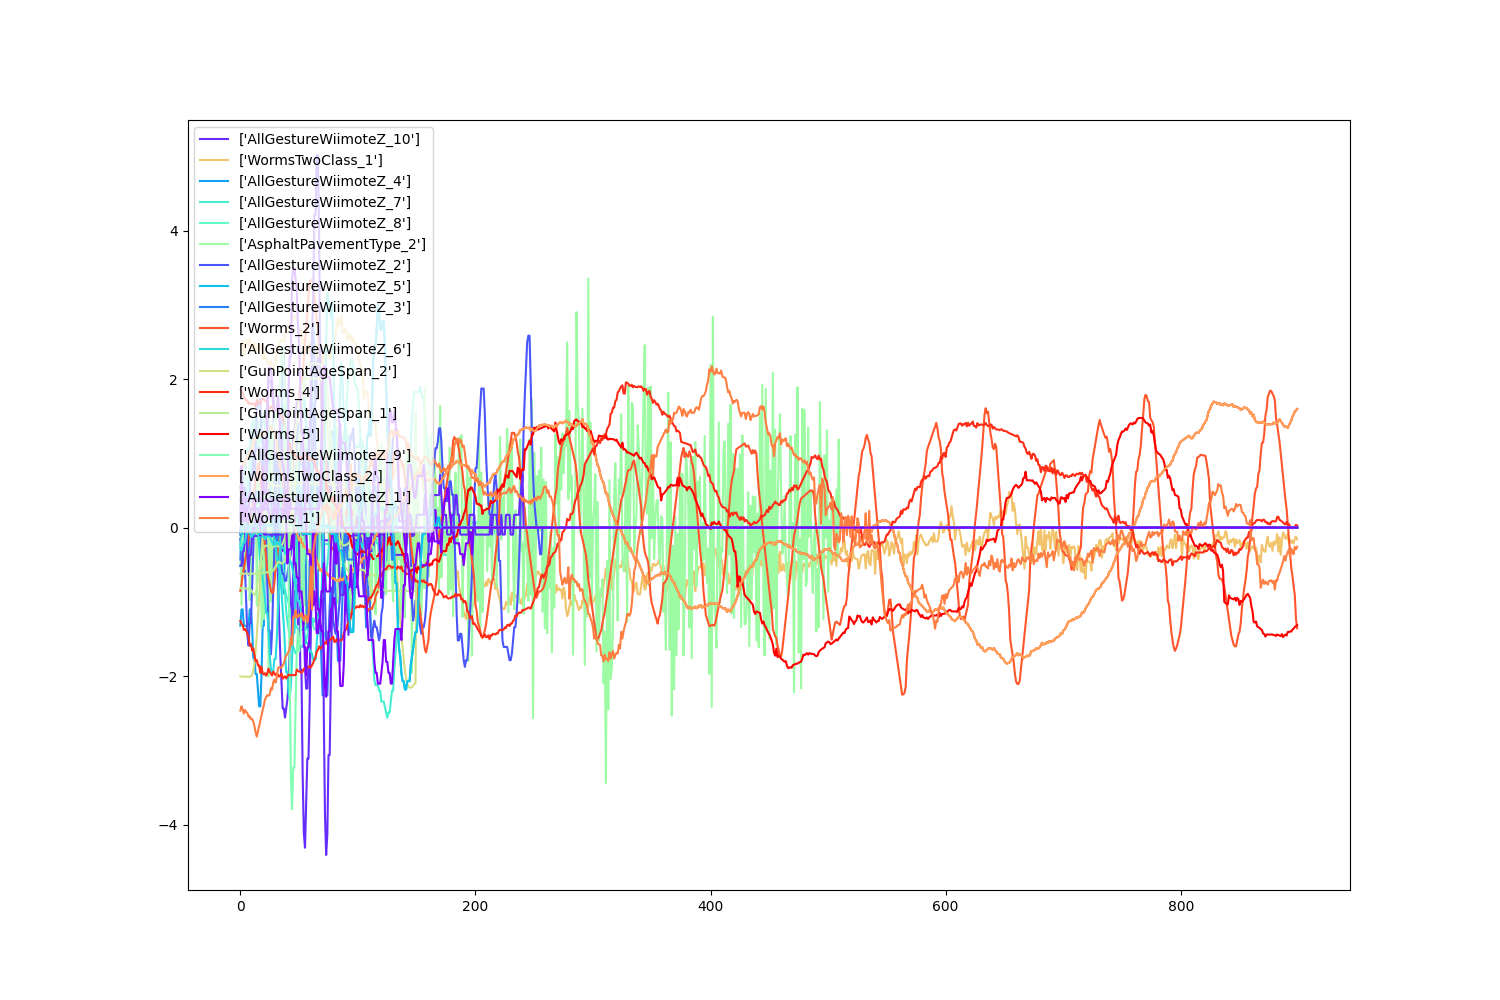 ['AllGestureWiimoteZ_10']
['WormsTwoClass_1']
['AllGestureWiimoteZ_4']
['AllGestureWiimoteZ_7']
['AllGestureWiimoteZ_8']
['AsphaltPavementType_2']
['AllGestureWiimoteZ_2']
['AllGestureWiimoteZ_5']
['AllGestureWiimoteZ_3']
['Worms_2']
['AllGestureWiimoteZ_6']
['GunPointAgeSpan_2']
['Worms_4']
['GunPointAgeSpan_1']
['Worms_5']
['AllGestureWiimoteZ_9']
['WormsTwoClass_2']
['AllGestureWiimoteZ_1']
['Worms_1']
4
2
0
−2
−4
0 200 400 600 800